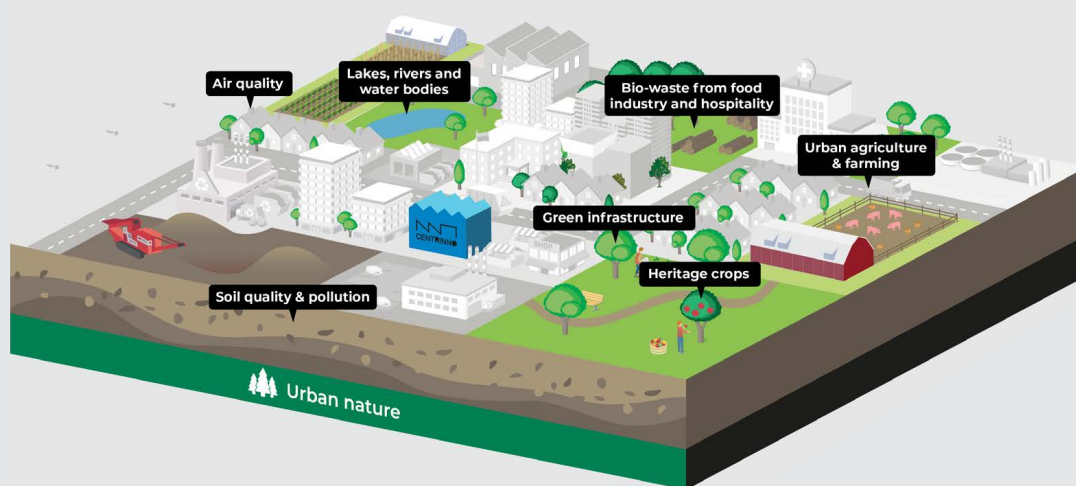 Air quality
Lakes, rivers and
water bodies
Bio-waste from food
industry and hospitality
Urban agriculture
& farming
Green infrastructure
CENTRINNO
SHOP
Heritage crops
Soil quality & pollution
Urban nature